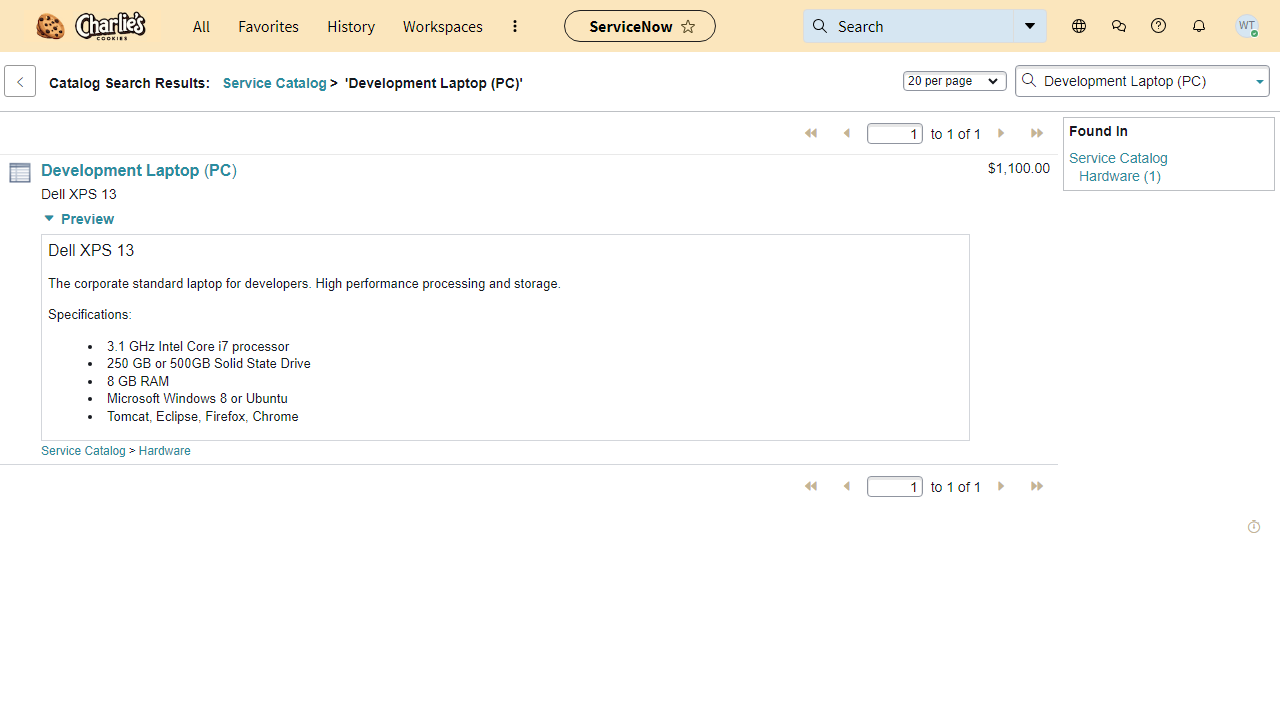 Charlie's COOKIES All Favorites History Workspaces ServiceNow Search WT
Catalog Search Results: Service Catalog > 'Development Laptop (PC)' 20 per page Development Laptop (PC)
1 to 1 of 1
Found In
Service Catalog
Hardware (1)
Development Laptop (PC) $1,100.00
Dell XPS 13
Preview
Dell XPS 13
The corporate standard laptop for developers. High performance processing and storage.
Specifications:
• 3.1 GHz Intel Core i7 processor
• 250 GB or 500GB Solid State Drive
• 8 GB RAM
• Microsoft Windows 8 or Ubuntu
• Tomcat, Eclipse, Firefox, Chrome
Service Catalog > Hardware
1 to 1 of 1